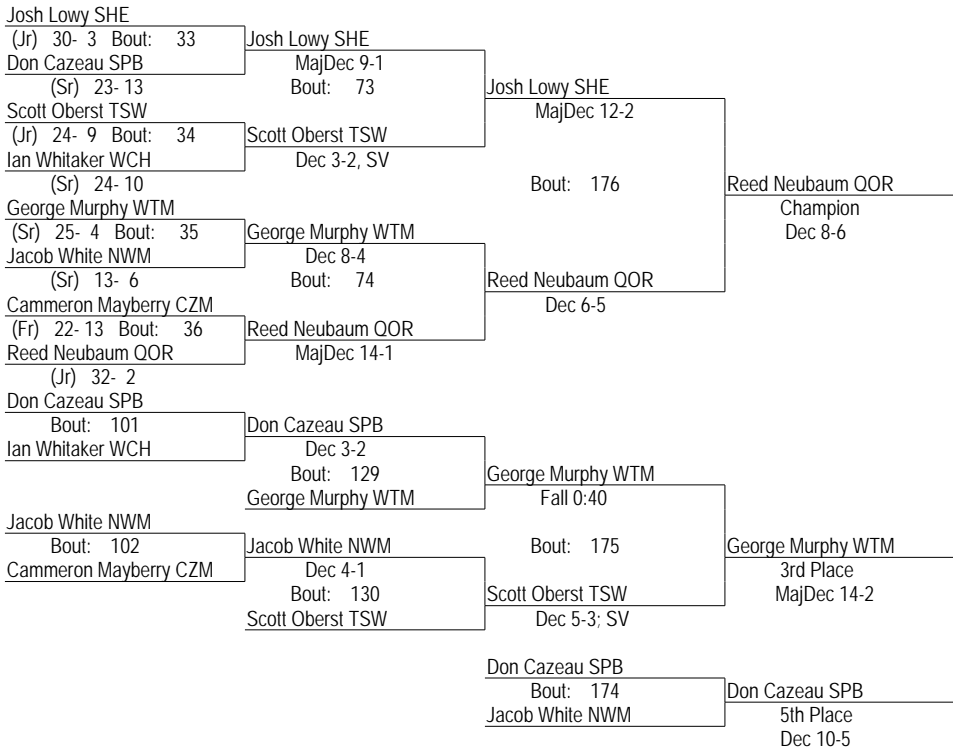 Josh Lowy SHE
(Jr) 30- 3 Bout: 33 Josh Lowy SHE
Don Cazeau SPB MajDec 9-1
(Sr) 23- 13 Bout: 73 Josh Lowy SHE
Scott Oberst TSW MajDec 12-2
(Jr) 24- 9 Bout: 34 Scott Oberst TSW
Ian Whitaker WCH Dec 3-2, SV
(Sr) 24- 10 Bout: 176 Reed Neubaum QOR
George Murphy WTM Champion
(Sr) 25- 4 Bout: 35 George Murphy WTM Dec 8-6
Jacob White NWM Dec 8-4
(Sr) 13- 6 Bout: 74 Reed Neubaum QOR
Cammeron Mayberry CZM Dec 6-5
(Fr) 22- 13 Bout: 36 Reed Neubaum QOR
Reed Neubaum QOR MajDec 14-1
(Jr) 32- 2
Don Cazeau SPB
Bout: 101 Don Cazeau SPB
Ian Whitaker WCH Dec 3-2
Bout: 129 George Murphy WTM
George Murphy WTM Fall 0:40
Jacob White NWM
Bout: 102 Jacob White NWM Bout: 175 George Murphy WTM
Cammeron Mayberry CZM Dec 4-1 3rd Place
Bout: 130 Scott Oberst TSW MajDec 14-2
Scott Oberst TSW Dec 5-3; SV
Don Cazeau SPB
Bout: 174 Don Cazeau SPB
Jacob White NWM 5th Place
Dec 10-5